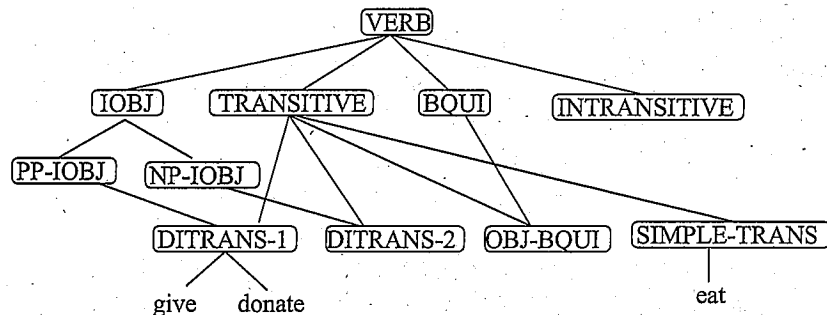 VERB
IOBJ TRANSITIVE BQUI INTRANSITIVE
PP-IOBJ NP-IOBJ
DITRANS-1 DITRANS-2 OBJ-BQUI SIMPLE-TRANS
give donate eat